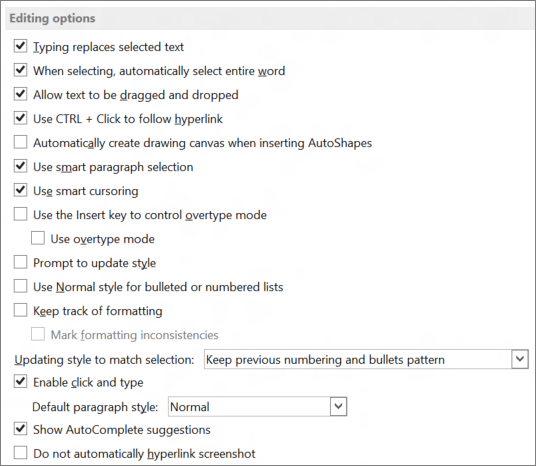 Editing options
Typing replaces selected text
When selecting, automatically select entire word
Allow text to be dragged and dropped
Use CTRL + Click to follow hyperlink
Automatically create drawing canvas when inserting AutoShapes
Use smart paragraph selection
Use smart cursoring
Use the Insert key to control overtype mode
Use overtype mode
Prompt to update style
Use Normal style for bulleted or numbered lists
Keep track of formatting
Mark formatting inconsistencies
Updating style to match selection: Keep previous numbering and bullets pattern
Enable click and type
Default paragraph style: Normal
Show AutoComplete suggestions
Do not automatically hyperlink screenshot